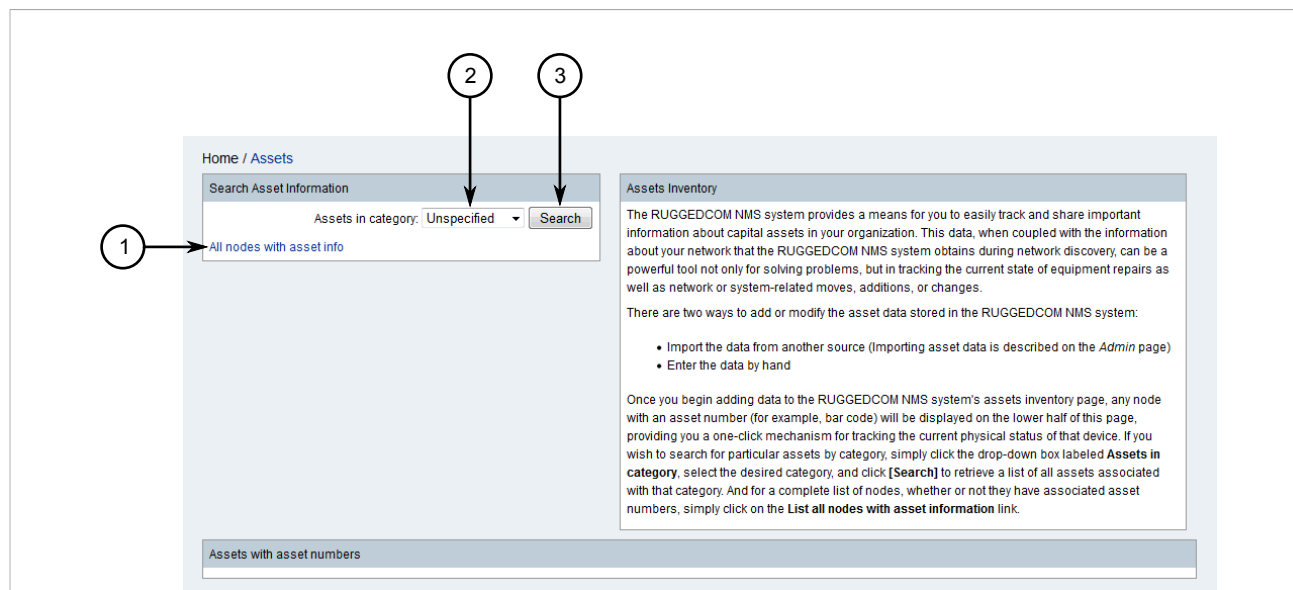 2
3
Home / Assets
Search Asset Information
Assets in category: Unspecified Search
1
All nodes with asset info
Assets Inventory
The RUGGEDCOM NMS system provides a means for you to easily track and share important
information about capital assets in your organization. This data, when coupled with the information
about your network that the RUGGEDCOM NMS system obtains during network discovery, can be a
powerful tool not only for solving problems, but in tracking the current state of equipment repairs as
well as network or system-related moves, additions, or changes.
There are two ways to add or modify the asset data stored in the RUGGEDCOM NMS system:
• Import the data from another source (Importing asset data is described on the Admin page)
• Enter the data by hand
Once you begin adding data to the RUGGEDCOM NMS system's assets inventory page, any node
with an asset number (for example, bar code) will be displayed on the lower half of this page,
providing you a one-click mechanism for tracking the current physical status of that device. If you
wish to search for particular assets by category, simply click the drop-down box labeled Assets in
category, select the desired category, and click [Search] to retrieve a list of all assets associated
with that category. And for a complete list of nodes, whether or not they have associated asset
numbers, simply click on the List all nodes with asset information link.
Assets with asset numbers